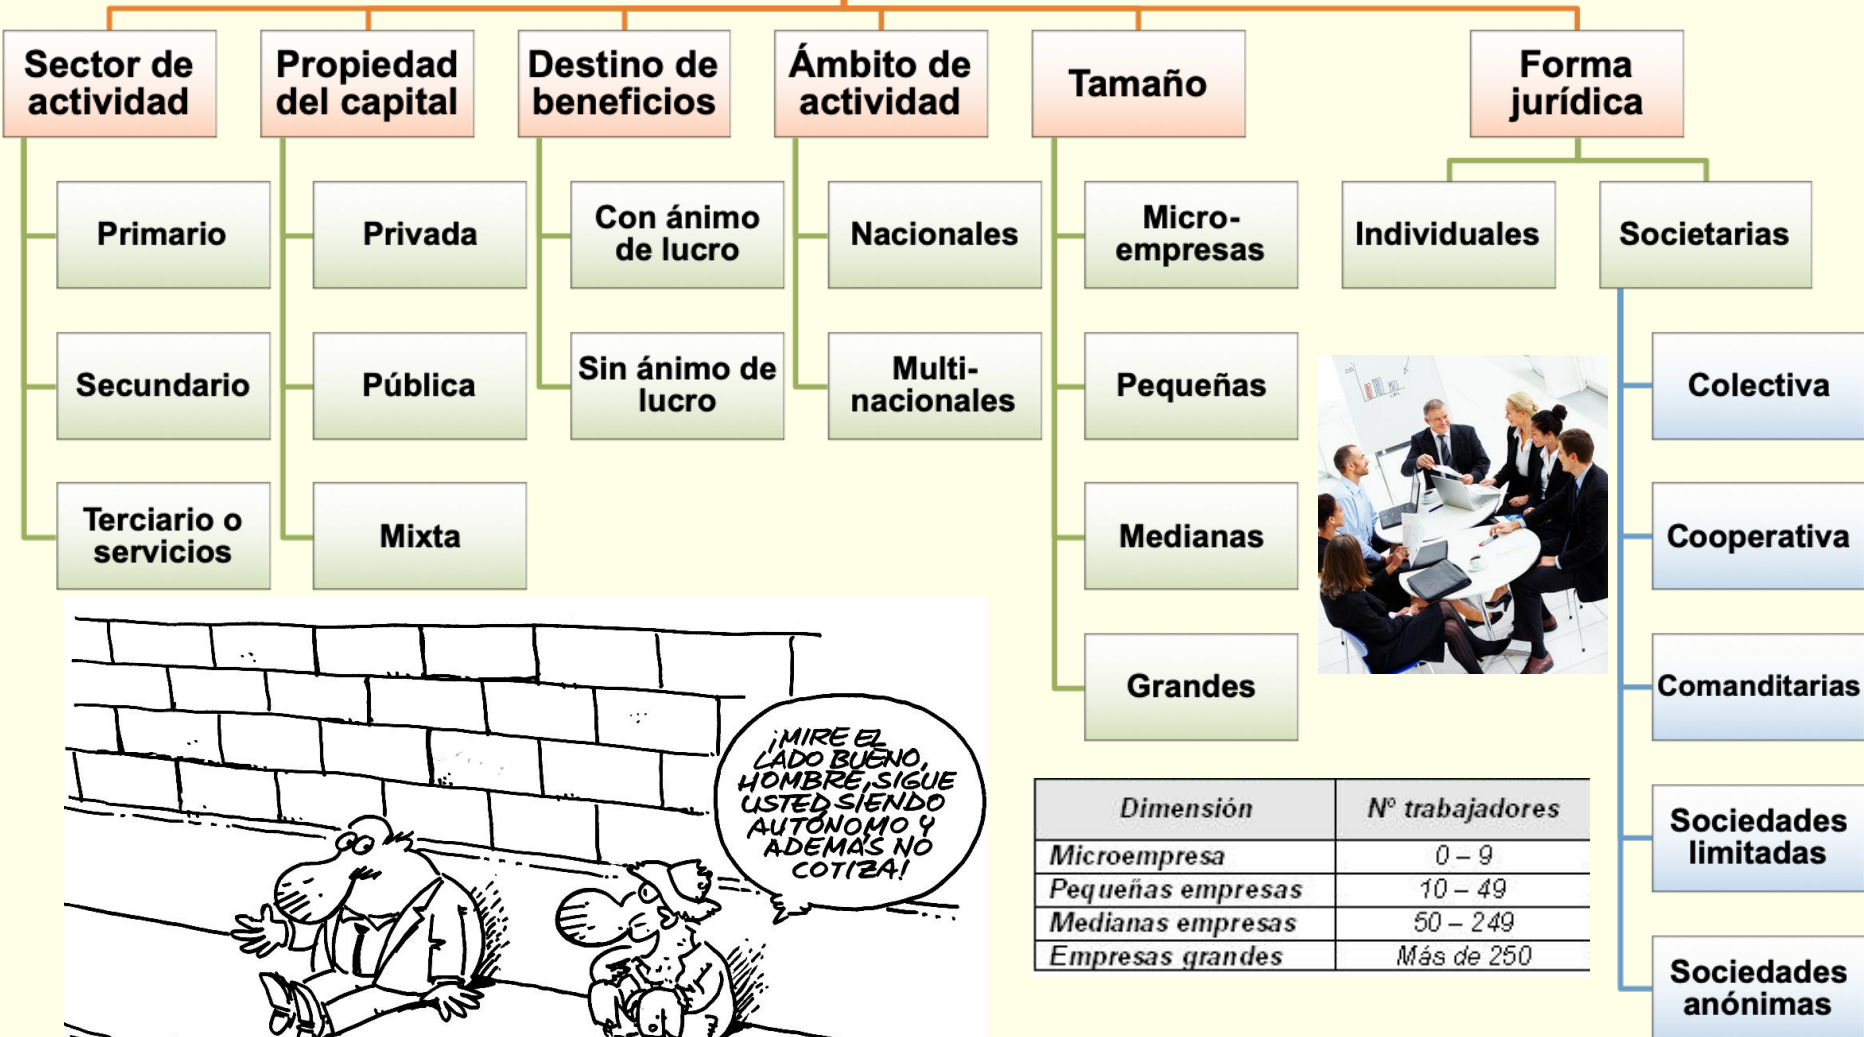 Sector de
actividad
Primario
Secundario
Terciario o
servicios
Propiedad
del capital
Privada
Pública
Mixta
Destino de
beneficios
Con ánimo
de lucro
Sin ánimo de
lucro
Ámbito de
actividad
Nacionales
Multi-
nacionales
Tamaño
Micro-
empresas
Pequeñas
Medianas
Grandes
Forma
jurídica
Individuales
Societarias
Colectiva
Cooperativa
Comanditarias
Sociedades
limitadas
Sociedades
anónimas
¡MIRE EL
LADO BUENO,
HOMBRE, SIGUE
USTED SIENDO
AUTÓNOMO Y
ADEMÁS NO
COTIZA!
Dimensión Nº trabajadores
Microempresa 0 – 9
Pequeñas empresas 10 – 49
Medianas empresas 50 – 249
Empresas grandes Más de 250